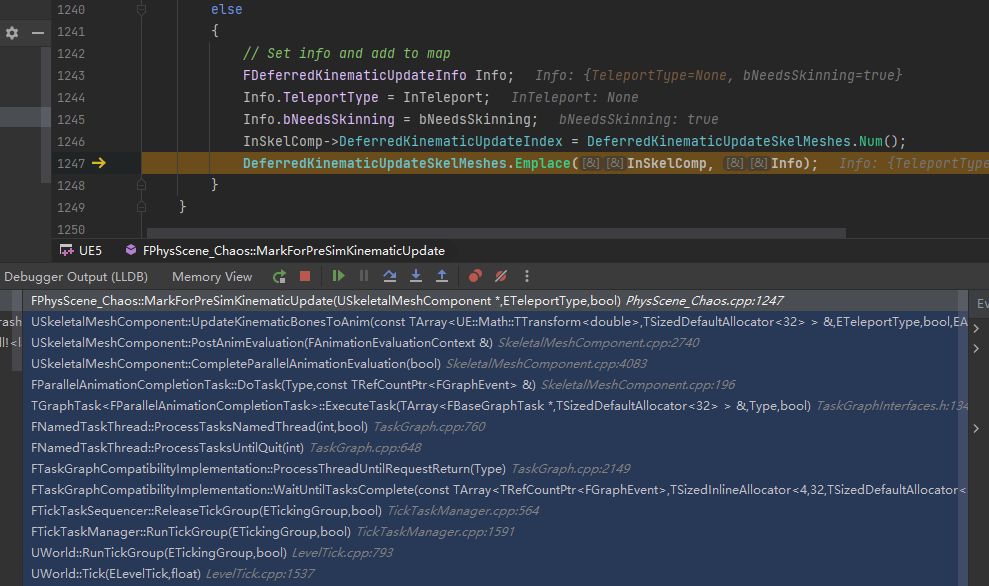 1240 else
1241 {
1242 // Set info and add to map
1243 FDeferredKinematicUpdateInfo Info; Info: {TeleportType=None, bNeedsSkinning=true}
1244 Info.TeleportType = InTeleport; InTeleport: None
1245 Info.bNeedsSkinning = bNeedsSkinning; bNeedsSkinning: true
1246 InSkelComp->DeferredKinematicUpdateIndex = DeferredKinematicUpdateSkelMeshes.Num();
1247 DeferredKinematicUpdateSkelMeshes.Emplace([&][&]InSkelComp, [&][&]Info); Info: {TeleportType
1248 }
1249 }
1250
UE5 FPhysScene_Chaos::MarkForPreSimKinematicUpdate
Debugger Output (LLDB) Memory View
FPhysScene_Chaos::MarkForPreSimKinematicUpdate(USkeletalMeshComponent *,ETeleportType,bool) PhysScene_Chaos.cpp:1247 Ev
rash USkeletalMeshComponent::UpdateKinematicBonesToAnim(const TArray<UE::Math::TTransform<double>,TSizedDefaultAllocator<32> > &,ETeleportType,bool,EA
ll!<l USkeletalMeshComponent::PostAnimEvaluation(FAnimationEvaluationContext &) SkeletalMeshComponent.cpp:2740
USkeletalMeshComponent::CompleteParallelAnimationEvaluation(bool) SkeletalMeshComponent.cpp:4083
FParallelAnimationCompletionTask::DoTask(Type,const TRefCountPtr<FGraphEvent> &) SkeletalMeshComponent.cpp:196
TGraphTask<FParallelAnimationCompletionTask>::ExecuteTask(TArray<FBaseGraphTask *,TSizedDefaultAllocator<32> > &,Type,bool) TaskGraphInterfaces.h:134
FNamedTaskThread::ProcessTasksNamedThread(int,bool) TaskGraph.cpp:760
FNamedTaskThread::ProcessTasksUntilQuit(int) TaskGraph.cpp:648
FTaskGraphCompatibilityImplementation::ProcessThreadUntilRequestReturn(Type) TaskGraph.cpp:2149
FTaskGraphCompatibilityImplementation::WaitUntilTasksComplete(const TArray<TRefCountPtr<FGraphEvent>,TSizedInlineAllocator<4,32,TSizedDefaultAllocator<
FTickTaskSequencer::ReleaseTickGroup(ETickingGroup,bool) TickTaskManager.cpp:564
FTickTaskManager::RunTickGroup(ETickingGroup,bool) TickTaskManager.cpp:1591
UWorld::RunTickGroup(ETickingGroup,bool) LevelTick.cpp:793
UWorld::Tick(ELevelTick,float) LevelTick.cpp:1537